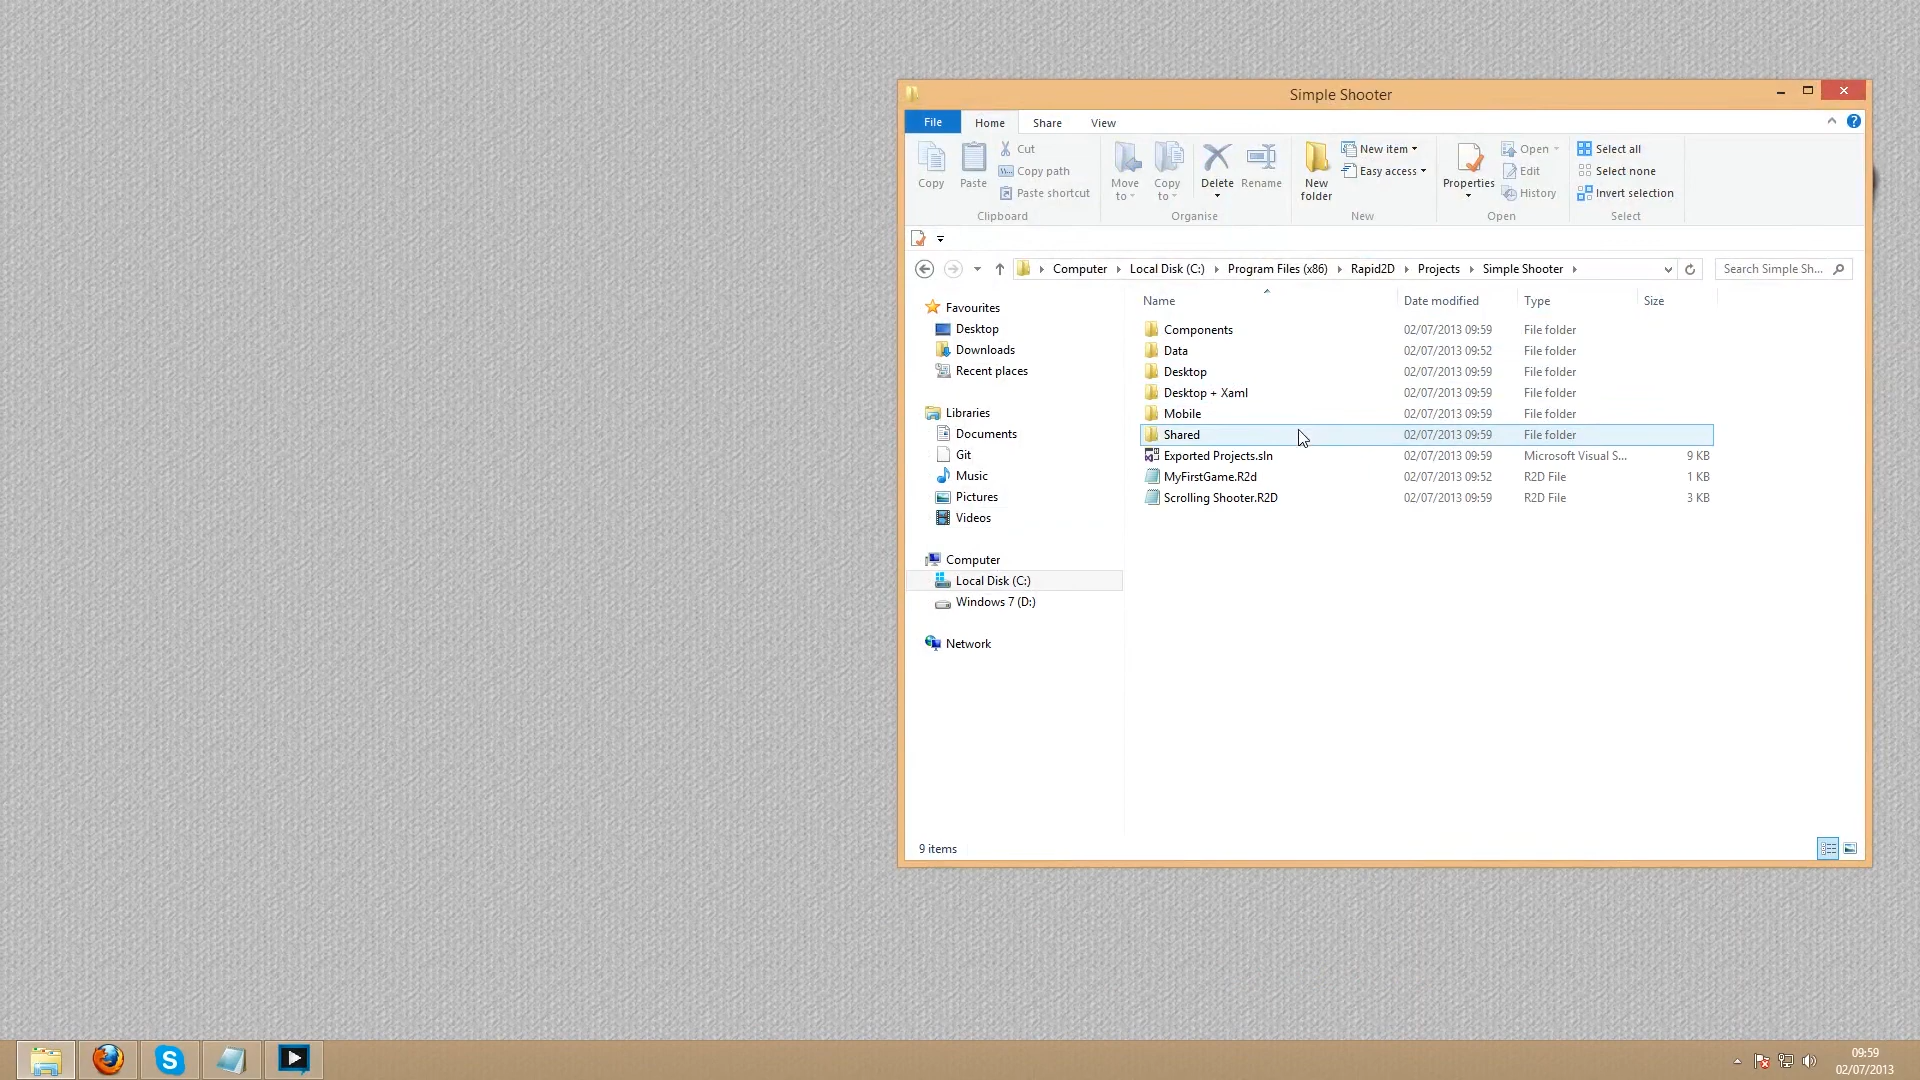 Simple Shooter
File Home Share View
Copy Paste Cut Copy path Paste shortcut Clipboard
Move to Copy to Delete Rename Organise
New folder New item Easy access New
Properties Open Edit History Open
Select all Select none Invert selection Select
Computer Local Disk (C:) Program Files (x86) Rapid2D Projects Simple Shooter Search Simple Sh...
Favourites
Desktop
Downloads
Recent places
Libraries
Documents
Git
Music
Pictures
Videos
Computer
Local Disk (C:)
Windows 7 (D:)
Network
Name Date modified Type Size
Components 02/07/2013 09:59 File folder
Data 02/07/2013 09:52 File folder
Desktop 02/07/2013 09:59 File folder
Desktop + Xaml 02/07/2013 09:59 File folder
Mobile 02/07/2013 09:59 File folder
Shared 02/07/2013 09:59 File folder
Exported Projects.sln 02/07/2013 09:59 Microsoft Visual S... 9 KB
MyFirstGame.R2d 02/07/2013 09:52 R2D File 1 KB
Scrolling Shooter.R2D 02/07/2013 09:59 R2D File 3 KB
9 items
09:59
02/07/2013